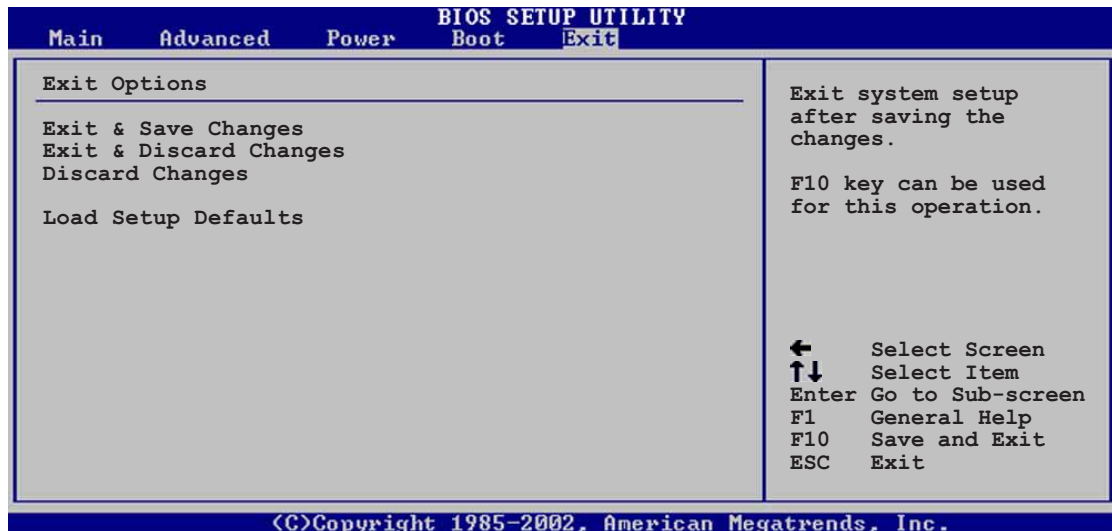 BIOS SETUP UTILITY
Main Advanced Power Boot Exit
Exit Options
Exit & Save Changes
Exit & Discard Changes
Discard Changes
Load Setup Defaults
Exit system setup
after saving the
changes.
F10 key can be used
for this operation.
← Select Screen
↑↓ Select Item
Enter Go to Sub-screen
F1 General Help
F10 Save and Exit
ESC Exit
(C)Copyright 1985-2002, American Megatrends, Inc.